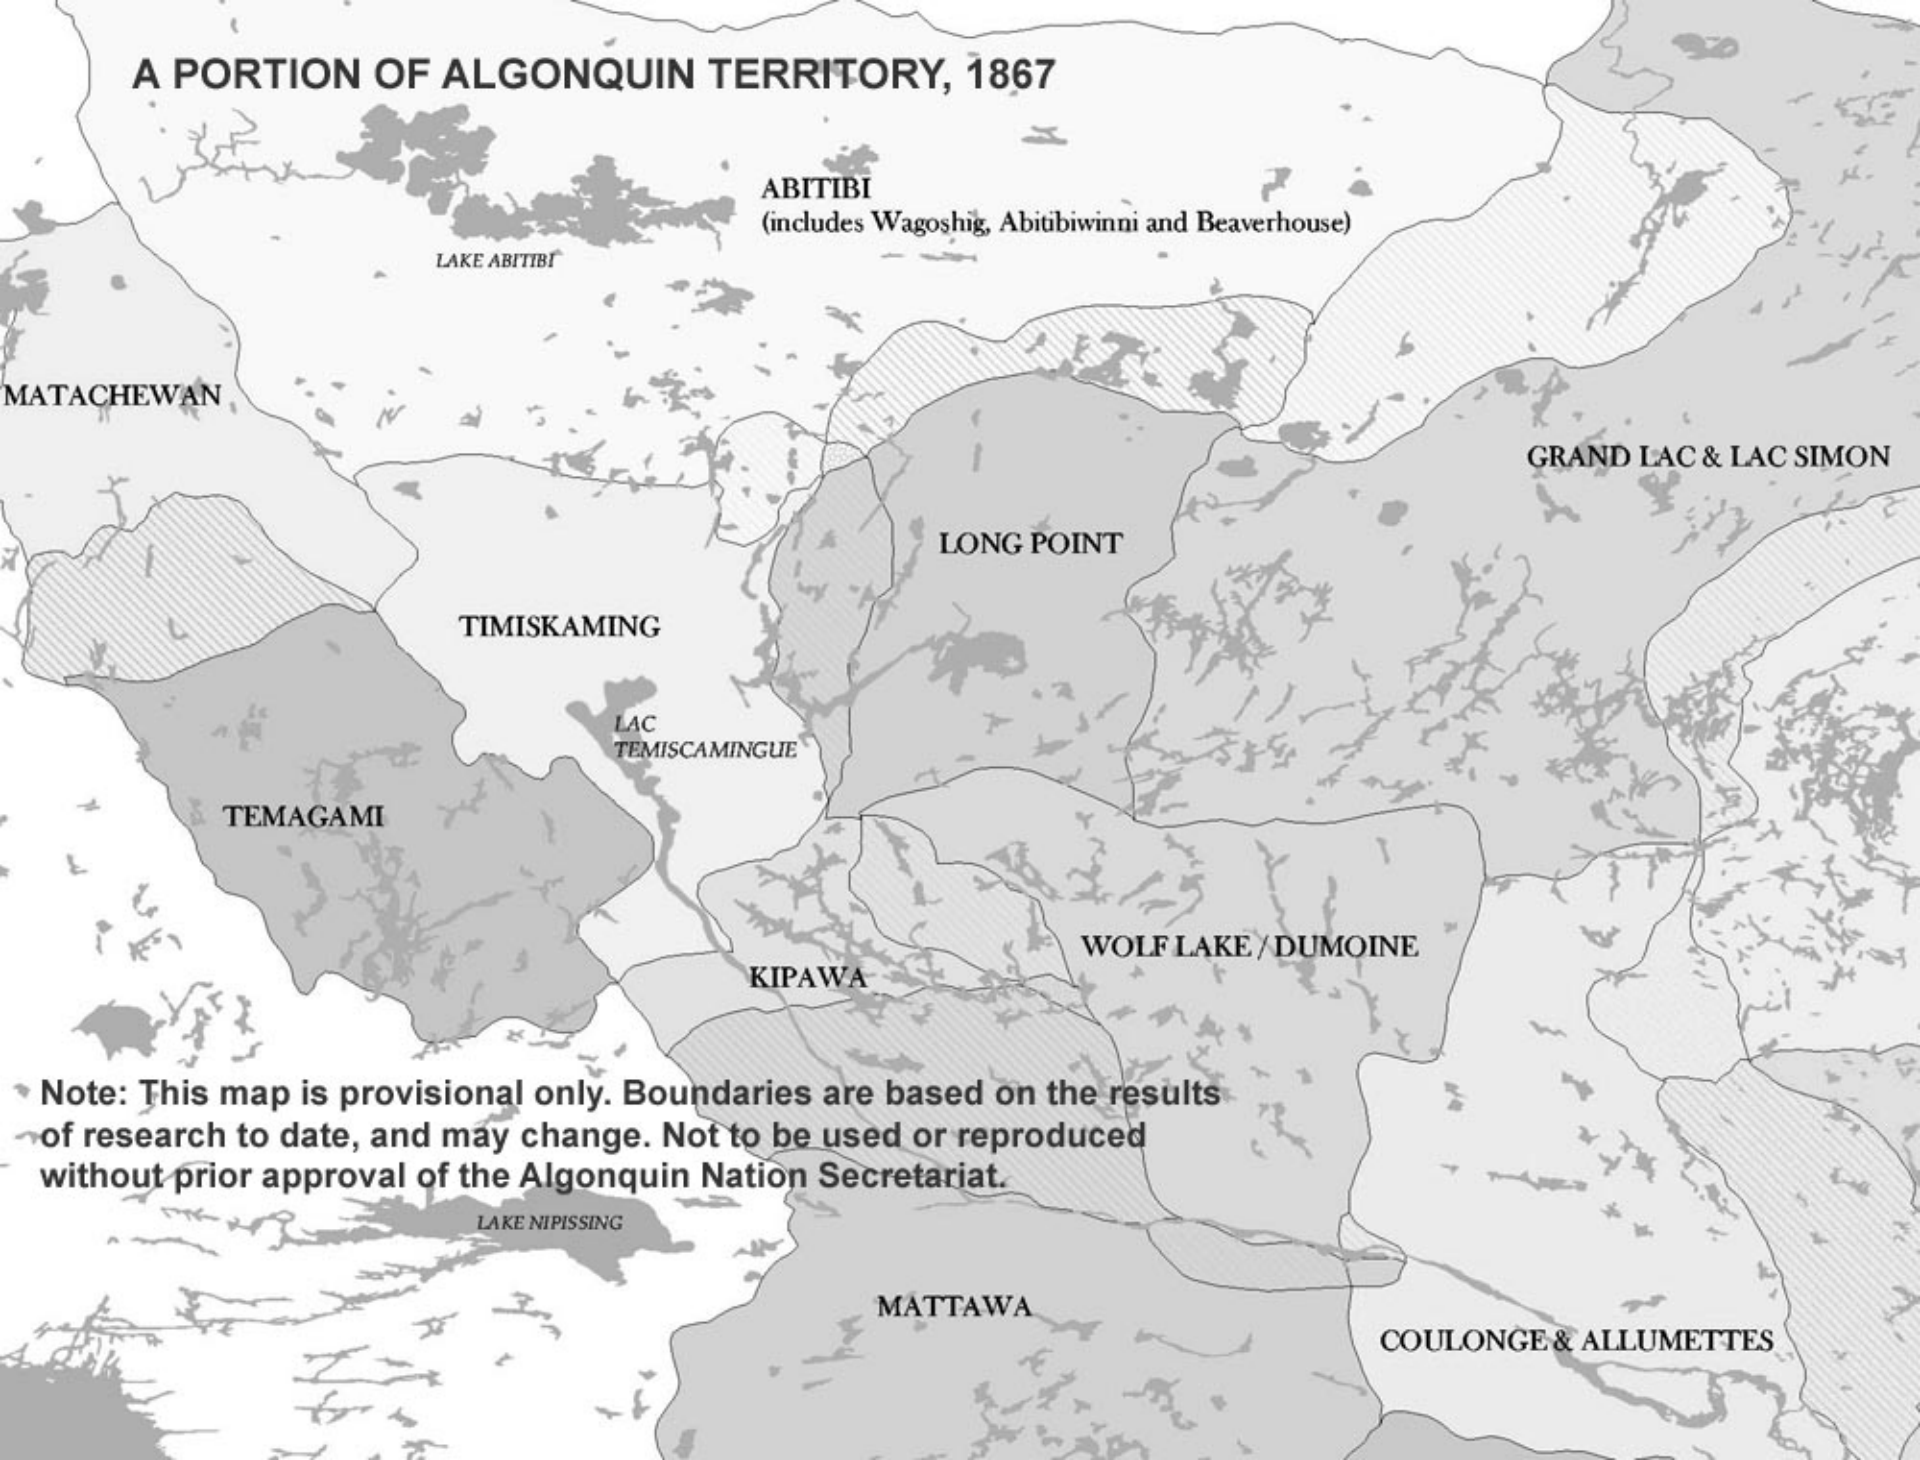 A PORTION OF ALGONQUIN TERRITORY, 1867
ABITIBI
(includes Wagoshig, Abitibiwinni and Beaverhouse)
LAKE ABITIBI
MATACHEWAN
GRAND LAC & LAC SIMON
LONG POINT
TIMISKAMING
LAC
TEMISCAMINGUE
TEMAGAMI
WOLF LAKE / DUMOINE
KIPAWA
Note: This map is provisional only. Boundaries are based on the results
of research to date, and may change. Not to be used or reproduced
without prior approval of the Algonquin Nation Secretariat.
LAKE NIPISSING
MATTAWA
COULONGE & ALLUMETTES